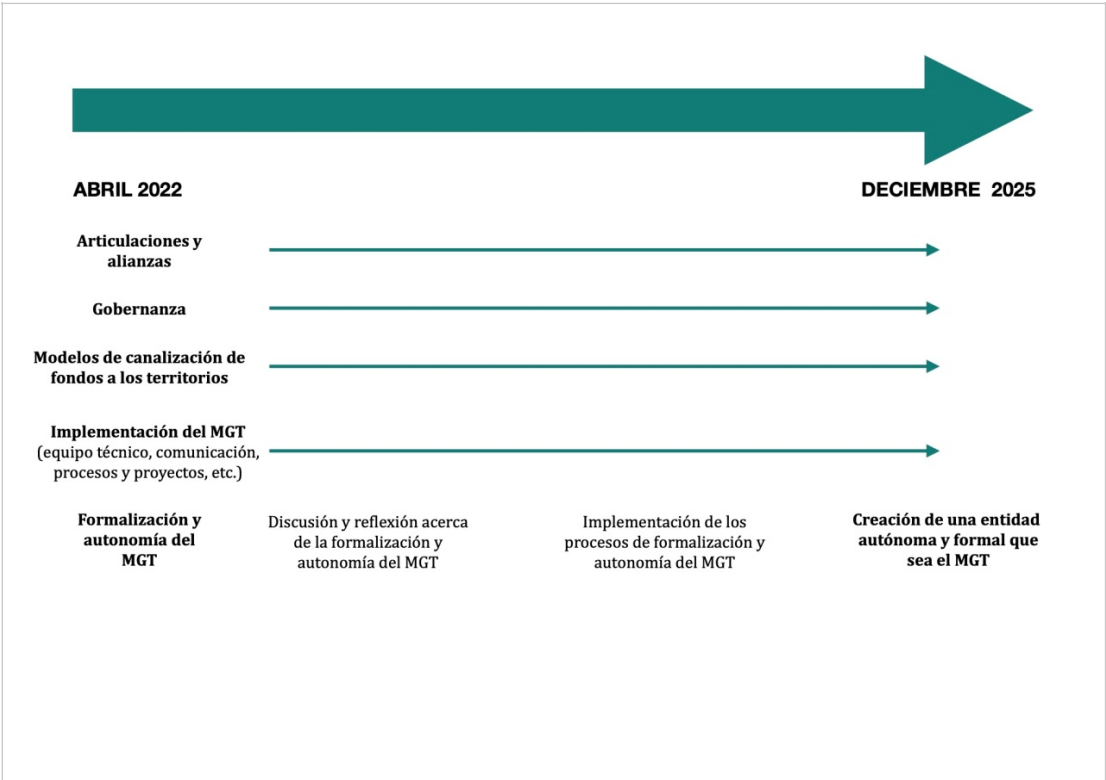 ABRIL 2022
DECIEMBRE 2025
Articulaciones y
alianzas
Gobernanza
Modelos de canalización de
fondos a los territorios
Implementación del MGT
(equipo técnico, comunicación,
procesos y proyectos, etc.)
Formalización y
autonomía del
MGT
Discusión y reflexión acerca
de la formalización y
autonomía del MGT
Implementación de los
procesos de formalización y
autonomía del MGT
Creación de una entidad
autónoma y formal que
sea el MGT